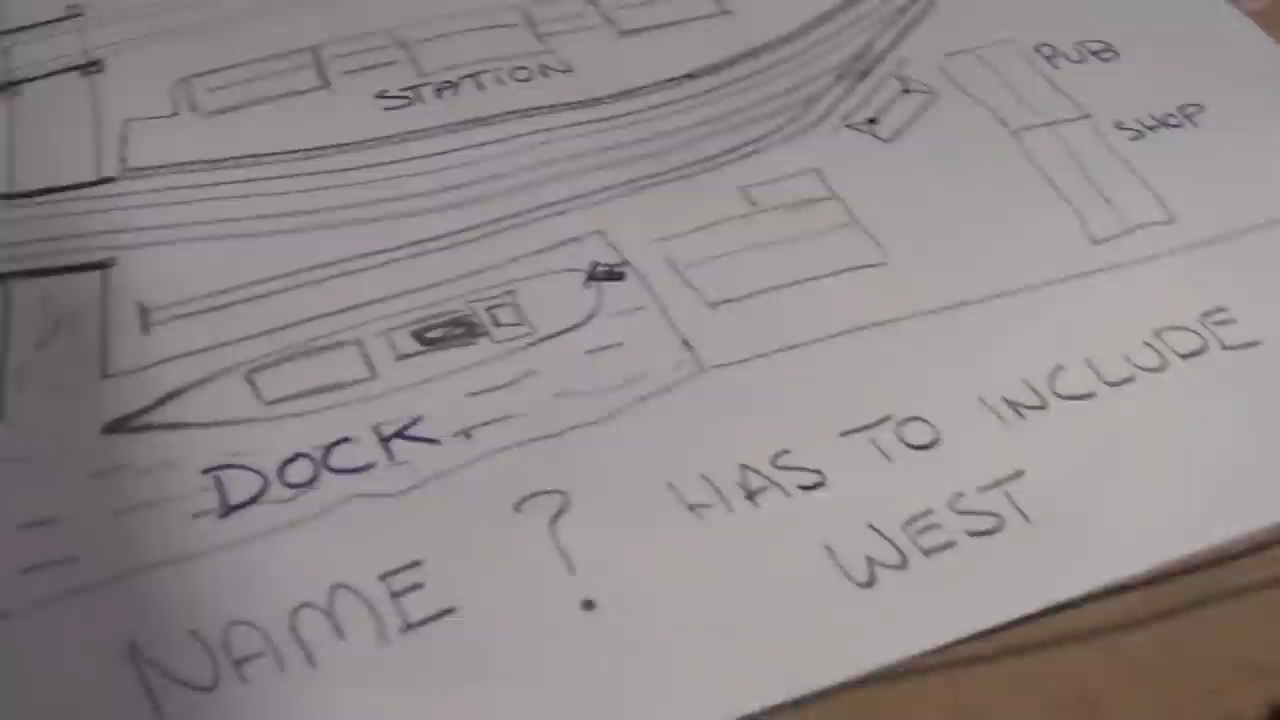 PUB
STATION
SHOP
DOCK.
NAME ? HAS TO INCLUDE
WEST